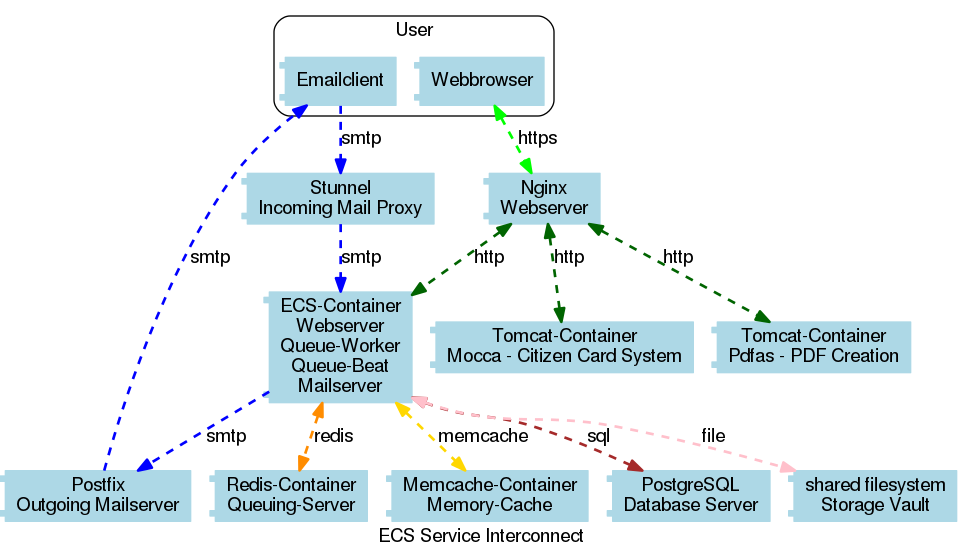 User
Emailclient
Webbrowser
smtp
https
Stunnel
Incoming Mail Proxy
Nginx
Webserver
smtp
smtp
http
http
http
ECS-Container
Webserver
Queue-Worker
Queue-Beat
Mailserver
Tomcat-Container
Mocca - Citizen Card System
Tomcat-Container
Pdfas - PDF Creation
smtp
redis
memcache
sql
file
Postfix
Outgoing Mailserver
Redis-Container
Queuing-Server
Memcache-Container
Memory-Cache
PostgreSQL
Database Server
shared filesystem
Storage Vault
ECS Service Interconnect